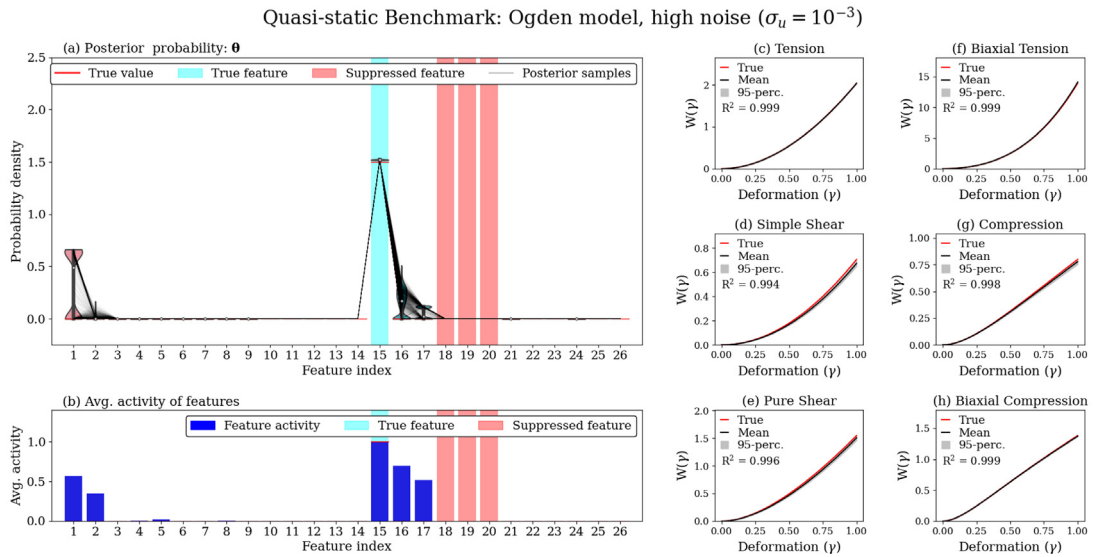 Quasi-static Benchmark: Ogden model, high noise (σ_u = 10⁻³)
(a) Posterior  probability: θ
True value
True feature
Suppressed feature
Posterior samples
Probability density
2.5
2.0
1.5
1.0
0.5
0.0
1 2 3 4 5 6 7 8 9 10 11 12 13 14 15 16 17 18 19 20 21 22 23 24 25 26
Feature index
(b) Avg. activity of features
Feature activity
True feature
Suppressed feature
Avg. activity
1.0
0.5
0.0
1 2 3 4 5 6 7 8 9 10 11 12 13 14 15 16 17 18 19 20 21 22 23 24 25 26
Feature index
(c) Tension
True
Mean
95-perc.
R² = 0.999
W(γ)
2
1
0
0.00 0.25 0.50 0.75 1.00
Deformation (γ)
(f) Biaxial Tension
True
Mean
95-perc.
R² = 0.999
W(γ)
15
10
5
0
0.00 0.25 0.50 0.75 1.00
Deformation (γ)
(d) Simple Shear
True
Mean
95-perc.
R² = 0.994
W(γ)
0.8
0.6
0.4
0.2
0.0
0.00 0.25 0.50 0.75 1.00
Deformation (γ)
(g) Compression
True
Mean
95-perc.
R² = 0.998
W(γ)
1.00
0.75
0.50
0.25
0.00
0.00 0.25 0.50 0.75 1.00
Deformation (γ)
(e) Pure Shear
True
Mean
95-perc.
R² = 0.996
W(γ)
2.0
1.5
1.0
0.5
0.0
0.00 0.25 0.50 0.75 1.00
Deformation (γ)
(h) Biaxial Compression
True
Mean
95-perc.
R² = 0.999
W(γ)
1.5
1.0
0.5
0.0
0.00 0.25 0.50 0.75 1.00
Deformation (γ)